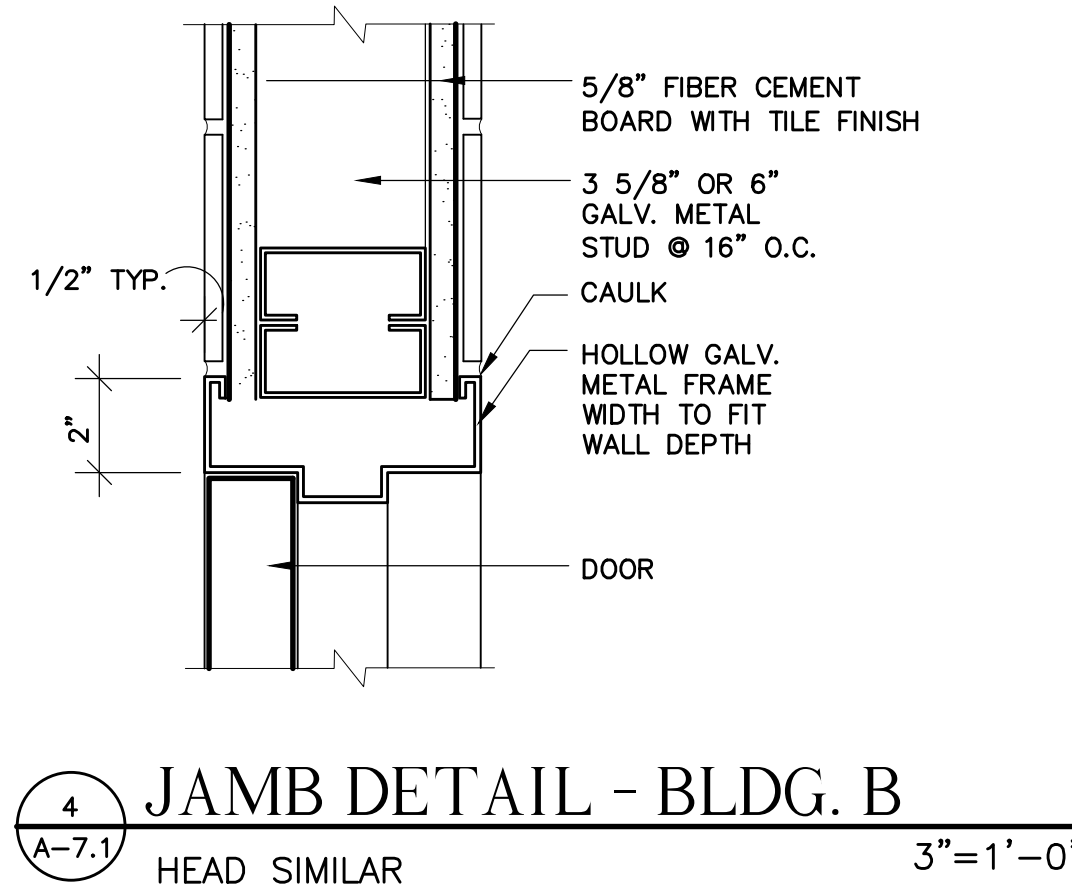 5/8" FIBER CEMENT
BOARD WITH TILE FINISH
3 5/8" OR 6"
GALV. METAL
STUD @ 16" O.C.
1/2" TYP.
CAULK
HOLLOW GALV.
METAL FRAME
WIDTH TO FIT
WALL DEPTH
2"
DOOR
4
A-7.1
JAMB DETAIL - BLDG. B
HEAD SIMILAR
3"=1'-0"